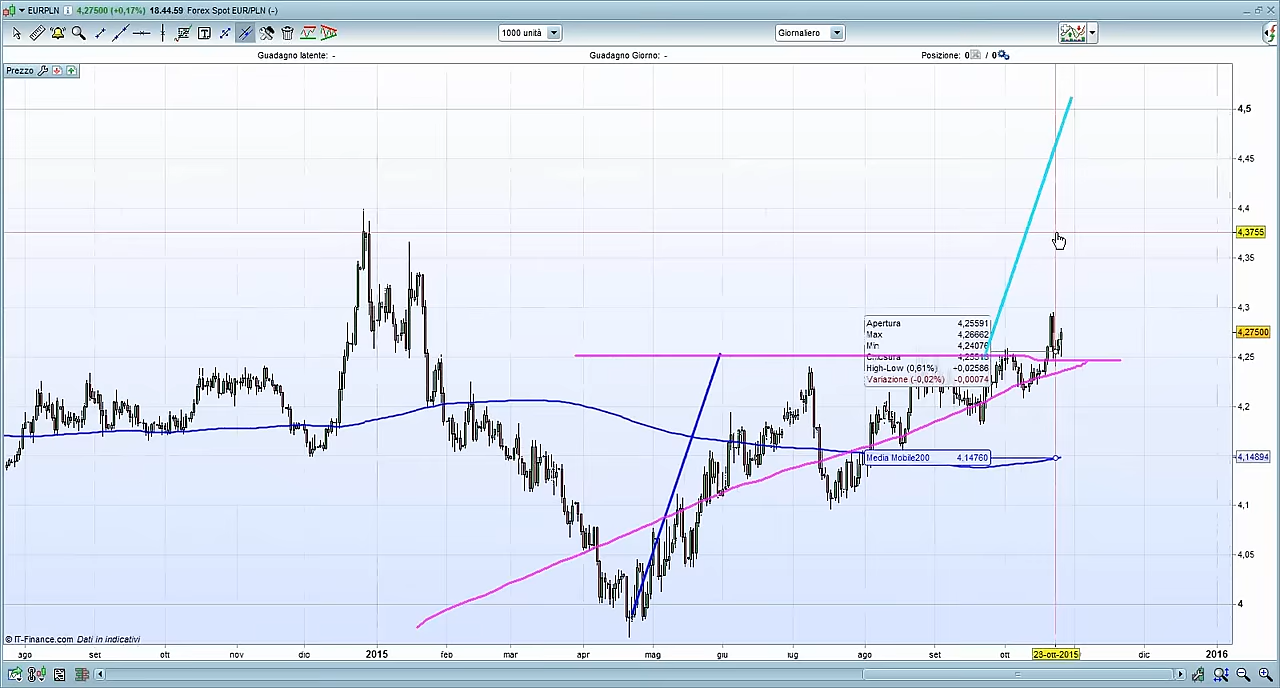 EURPLN 4,27500 (+0,17%) 18.44.59 Forex Spot EUR/PLN (-)
1000 unità Giornaliero
Guadagno latente: - Guadagno Giorno: - Posizione: 0 / 0
Prezzo
4,5
4,45
4,4
4,3755
4,35
4,3
Apertura 4,25591
Max 4,26662
4,27500
Min 4,24076
Chiusura 4,25513
4,25
High-Low (0,61%) +0,02586
Variazione (-0,02%) -0,00074
4,2
Media Mobile200 4.14760
4,14894
4,1
4,05
4
© IT-Finance.com Dati in indicativi
ago set ott nov dic 2015 feb mar apr mag giu lug ago set ott 28-ott-2015 dic 2016